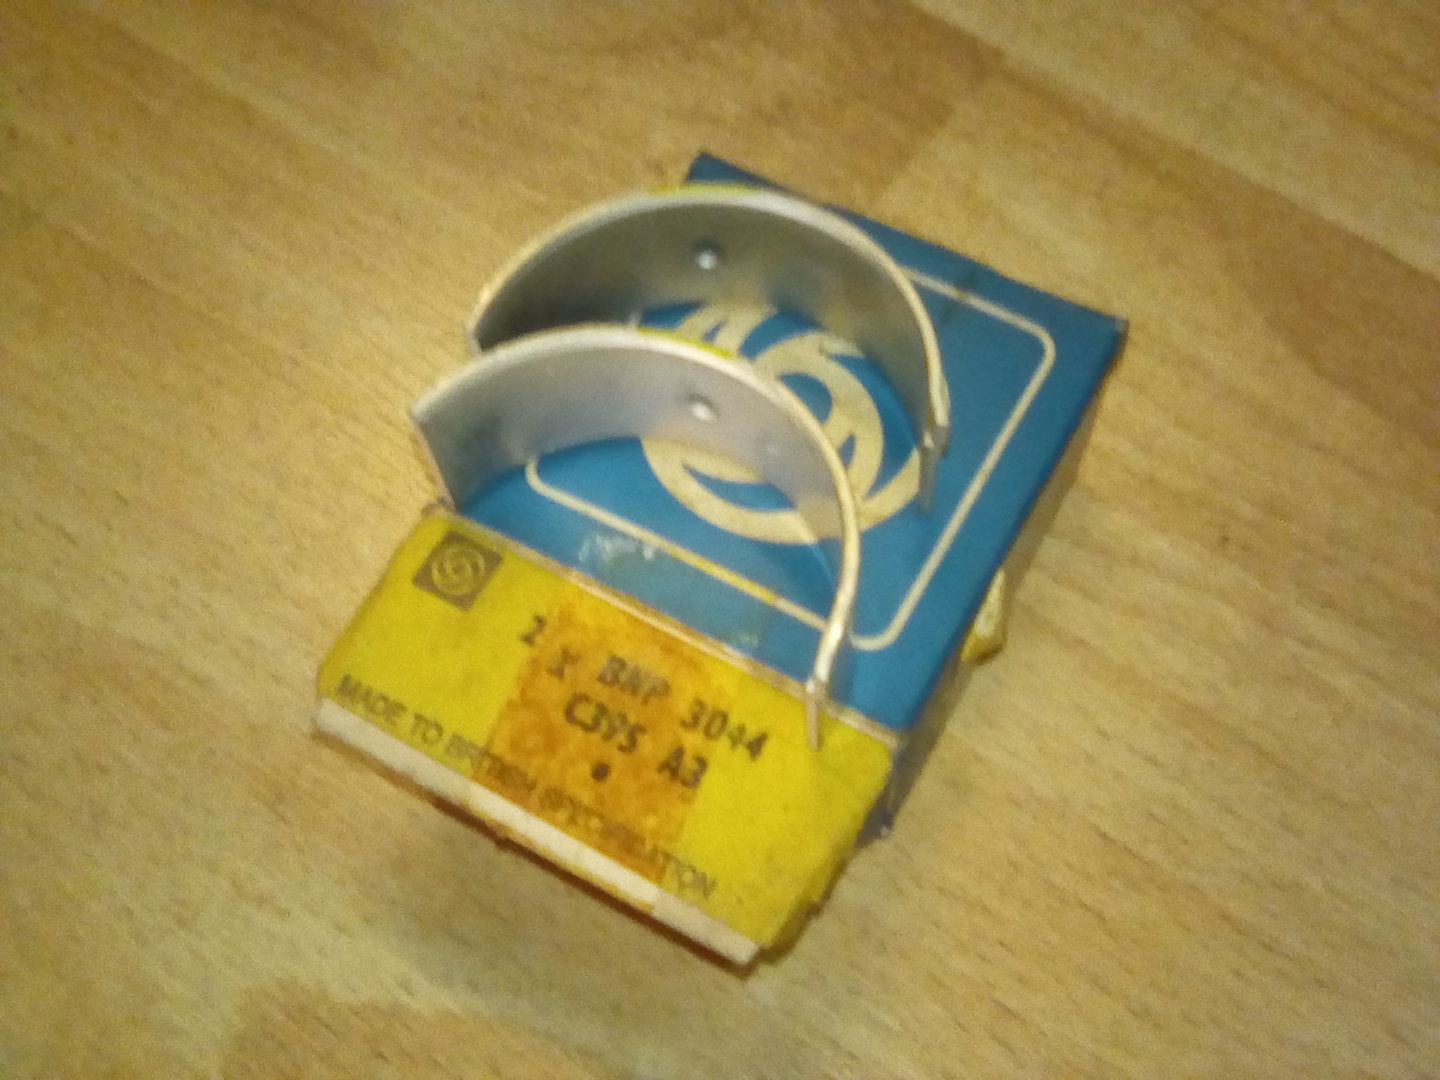 2 x BHP 3044
C395 A3
MADE TO BRITISH SPECIFICATION